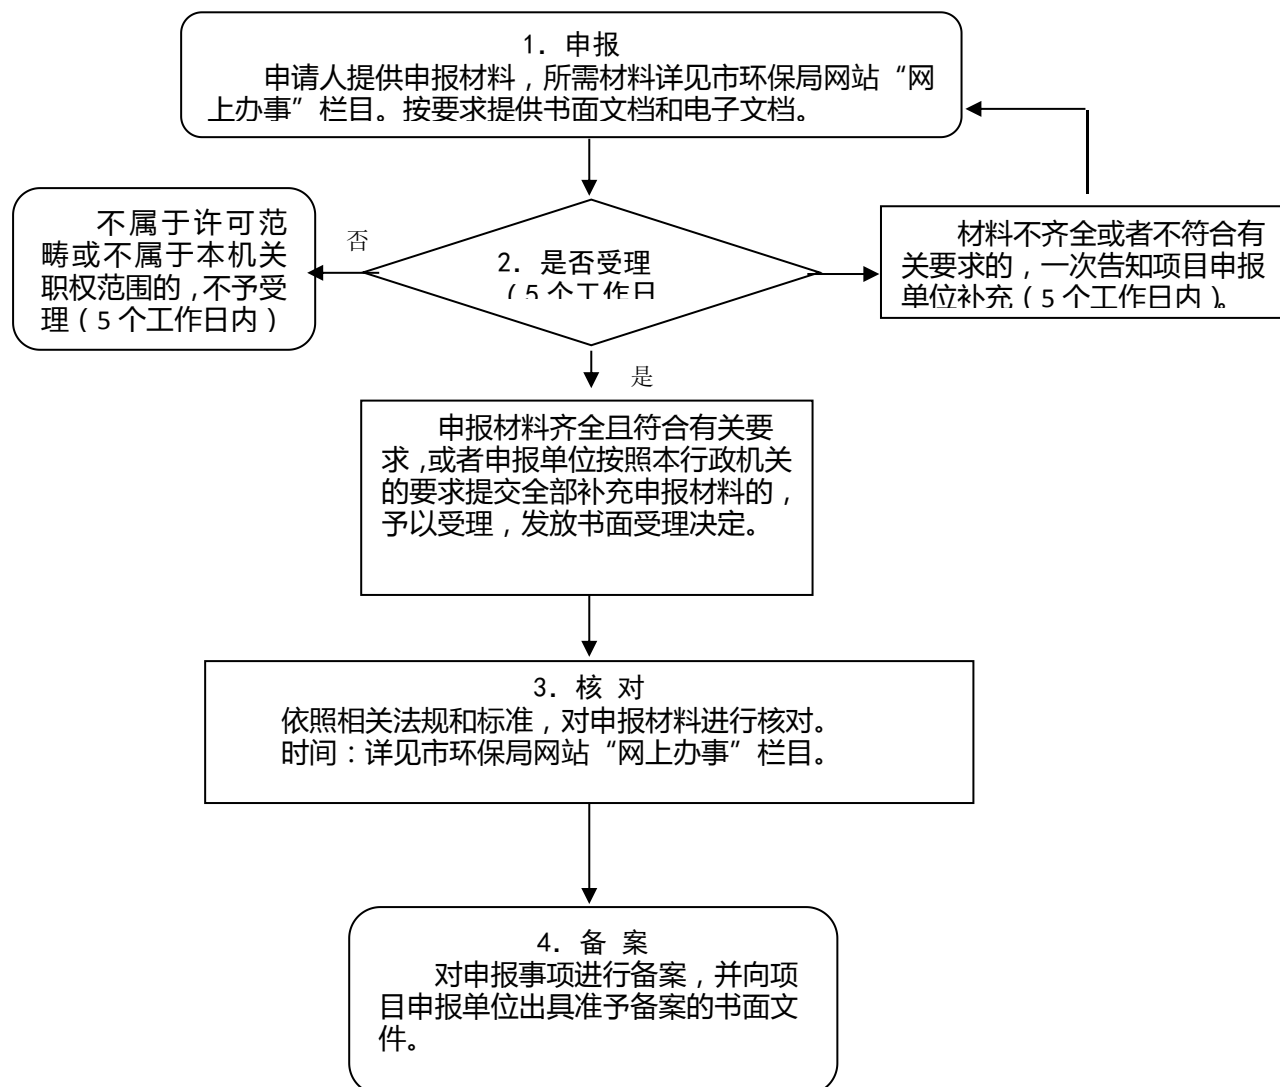 1. 申报
申请人提供申报材料，所需材料详见市环保局网站“网
上办事”栏目。按要求提供书面文档和电子文档。
不属于许可范
畴或不属于本机关
职权范围的，不予受
理（5个工作日内）
否
2. 是否受理
（5个工作日
材料不齐全或者不符合有
关要求的，一次告知项目申报
单位补充（5个工作日内）。
是
申报材料齐全且符合有关要
求，或者申报单位按照本行政机关
的要求提交全部补充申报材料的，
予以受理，发放书面受理决定。
3. 核 对
依照相关法规和标准，对申报材料进行核对。
时间：详见市环保局网站“网上办事”栏目。
4. 备 案
对申报事项进行备案，并向项
目申报单位出具准予备案的书面文
件。